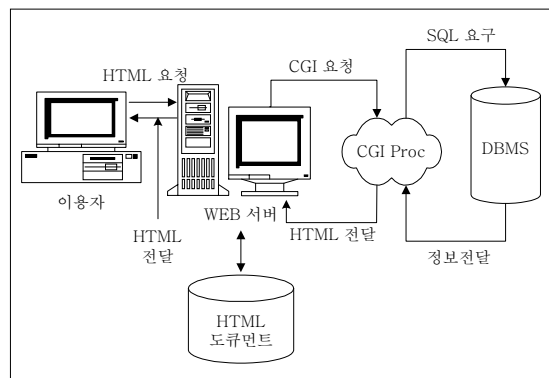 SQL 요구
HTML 요청
CGI 요청
CGI Proc
DBMS
이용자
WEB 서버
HTML
전달
HTML 전달
정보전달
HTML
도큐먼트